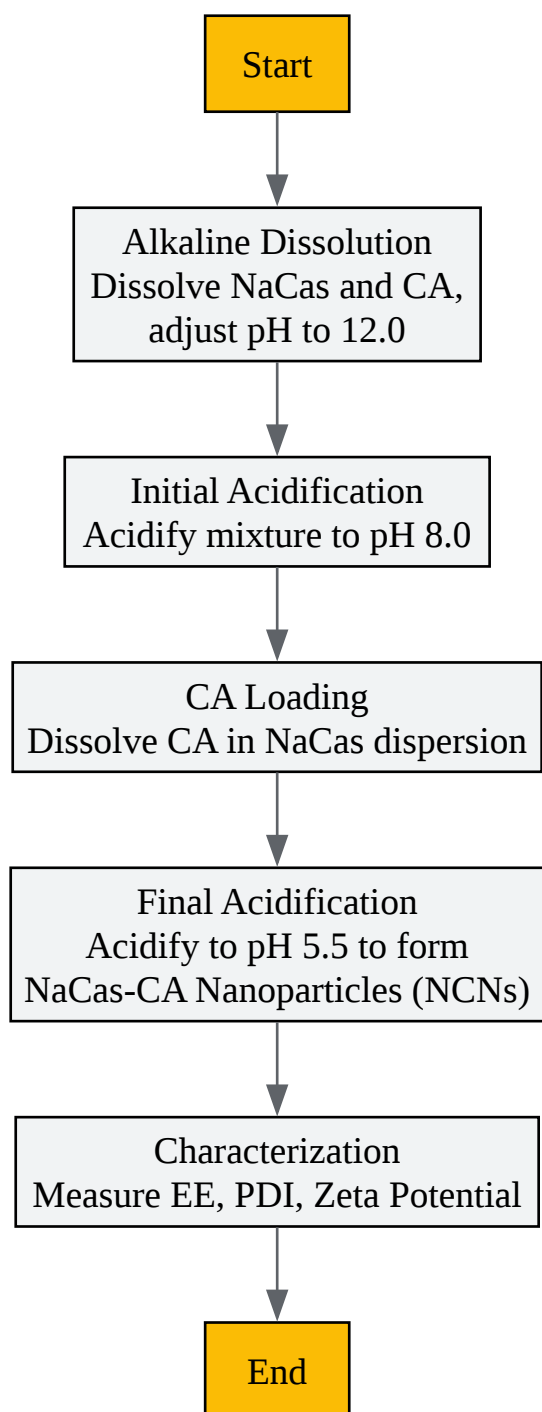 Start
Alkaline Dissolution
Dissolve NaCas and CA,
adjust pH to 12.0
Initial Acidification
Acidify mixture to pH 8.0
CA Loading
Dissolve CA in NaCas dispersion
Final Acidification
Acidify to pH 5.5 to form
NaCas-CA Nanoparticles (NCNs)
Characterization
Measure EE, PDI, Zeta Potential
End